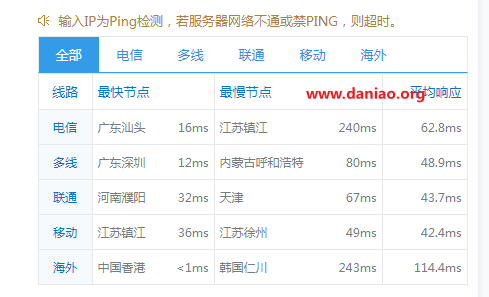 输入IP为Ping检测，若服务器网络不通或禁PING，则超时。
全部 电信 多线 联通 移动 海外
线路 最快节点 最慢节点 平均响应
www.daniao.org
电信 广东汕头 16ms 江苏镇江 240ms 62.8ms
多线 广东深圳 12ms 内蒙古呼和浩特 80ms 48.9ms
联通 河南濮阳 32ms 天津 67ms 43.7ms
移动 江苏镇江 36ms 江苏徐州 49ms 42.4ms
海外 中国香港 <1ms 韩国仁川 243ms 114.4ms